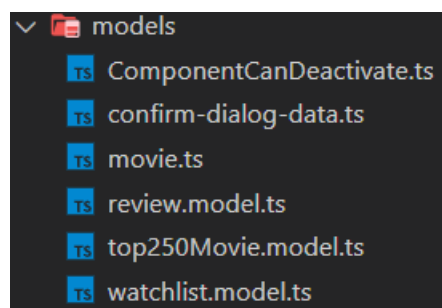 models
TS ComponentCanDeactivate.ts
TS confirm-dialog-data.ts
TS movie.ts
TS review.model.ts
TS top250Movie.model.ts
TS watchlist.model.ts